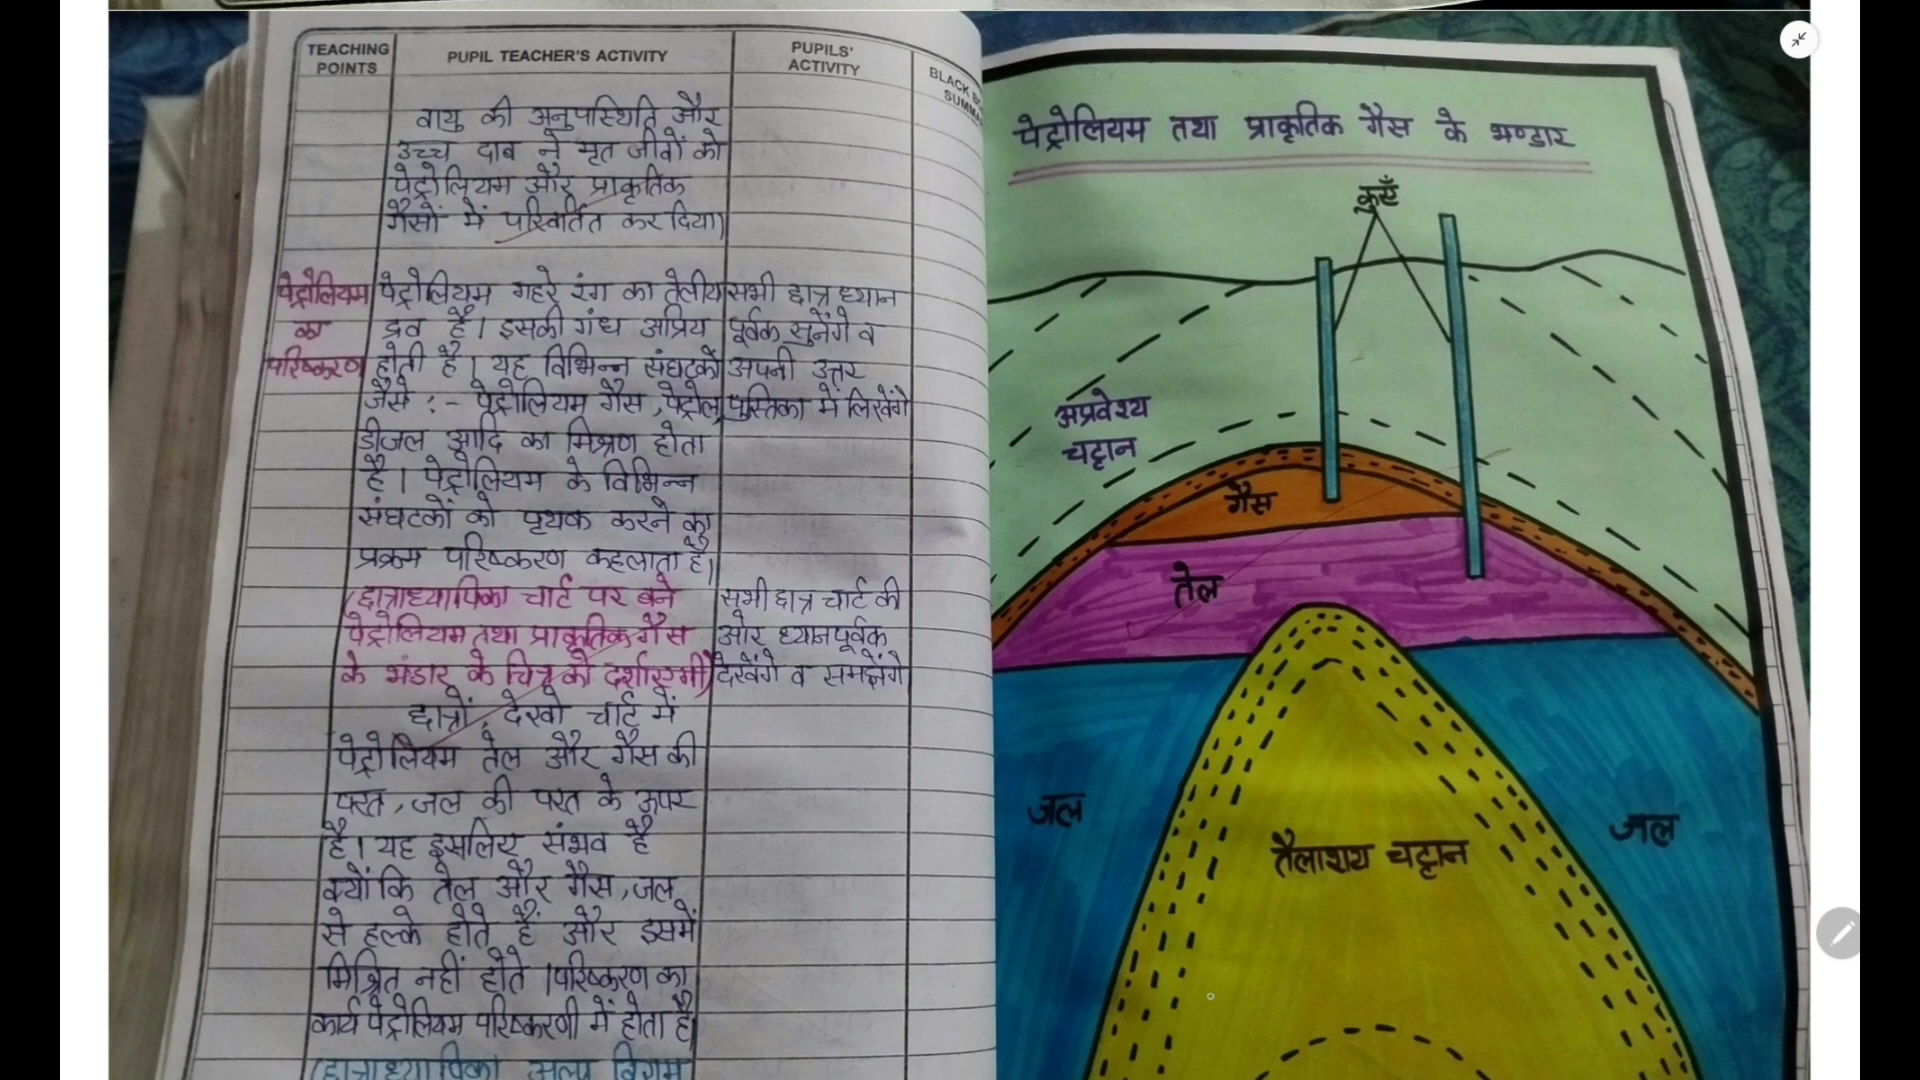 TEACHING
POINTS
PUPIL TEACHER'S ACTIVITY
PUPILS'
ACTIVITY
वायु की अनुपस्थिति और
उच्च दाब ने मृत जीवों को
पेट्रोलियम और प्राकृतिक
गैसों में परिवर्तित कर दिया।
पेट्रोलियम
का
परिष्करण
पेट्रोलियम गहरे रंग का तेलीय
द्रव है। इसकी गंध अप्रिय
होती है। यह विभिन्न संघटकों
जैसे :- पेट्रोलियम गैस, पेट्रोल,
डीजल आदि का मिश्रण होता
है। पेट्रोलियम के विभिन्न
संघटकों को पृथक करने का
प्रक्रम परिष्करण कहलाता है।
सभी छात्र ध्यान
पूर्वक सुनेंगे व
अपनी उत्तर
पुस्तिका में लिखेंगे
(छात्राध्यापिका चार्ट पर बने
पेट्रोलियम तथा प्राकृतिक गैस
के भंडार के चित्र को दर्शाएगी)
सभी छात्र चार्ट की
ओर ध्यानपूर्वक
देखेंगे व समझेंगे
छात्रों, देखो चार्ट में
पेट्रोलियम तेल और गैस की
परत, जल की परत के ऊपर
है। यह इसलिए संभव है
क्योंकि तेल और गैस, जल
से हल्के होते हैं और इसमें
मिश्रित नहीं होते। परिष्करण का
कार्य पेट्रोलियम परिष्करणी में होता है।
पेट्रोलियम तथा प्राकृतिक गैस के भण्डार
कुएँ
अप्रवेश्य
चट्टान
गैस
तेल
जल
जल
तैलाशय चट्टान